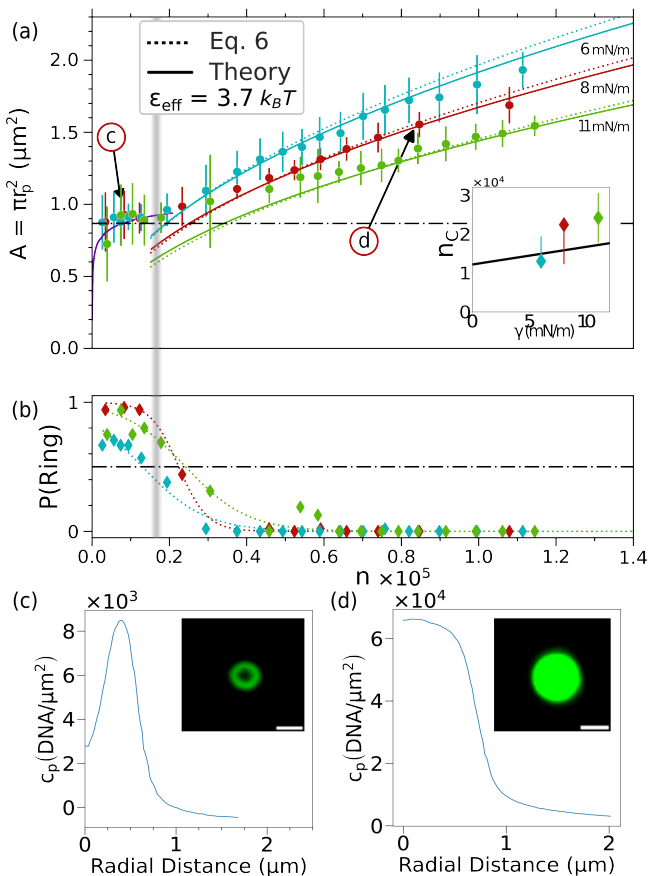 (a)
A = πr_p^2 (μm^2)
2.0
1.5
1.0
0.5
0.0
Eq. 6
Theory
ε_eff = 3.7 k_BT
c
d
6 mN/m
8 mN/m
11 mN/m
×10^4
n_C
3
2
1
0
0
5
10
γ (mN/m)
(b)
P(Ring)
1
0
0.0
0.2
0.4
0.6
0.8
1.0
1.2
1.4
n ×10^5
(c)
×10^3
c_p(DNA/μm^2)
8
6
4
2
0
0
1
2
Radial Distance (μm)
(d)
×10^4
c_p(DNA/μm^2)
6
4
2
0
0
1
2
Radial Distance (μm)